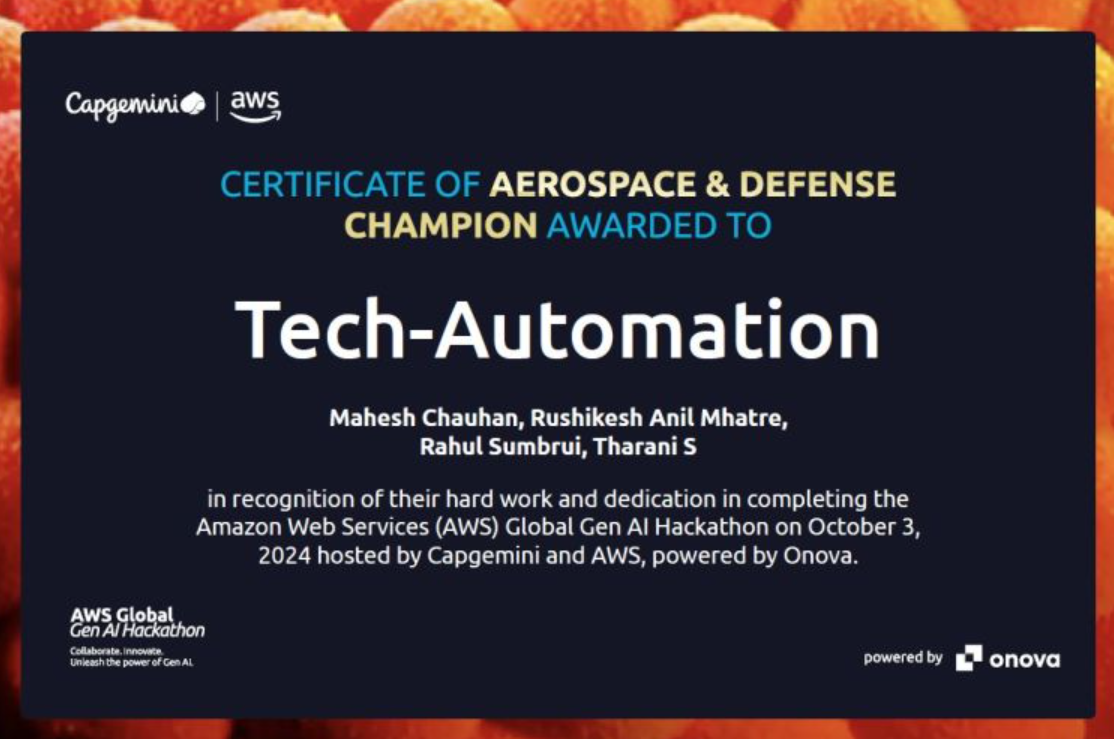 Capgemini | aws
CERTIFICATE OF AEROSPACE & DEFENSE
CHAMPION AWARDED TO
Tech-Automation
Mahesh Chauhan, Rushikesh Anil Mhatre,
Rahul Sumbrui, Tharani S
in recognition of their hard work and dedication in completing the
Amazon Web Services (AWS) Global Gen AI Hackathon on October 3,
2024 hosted by Capgemini and AWS, powered by Onova.
AWS Global
Gen AI Hackathon
Collaborate. Innovate.
Unleash the power of Gen AI.
powered by onova